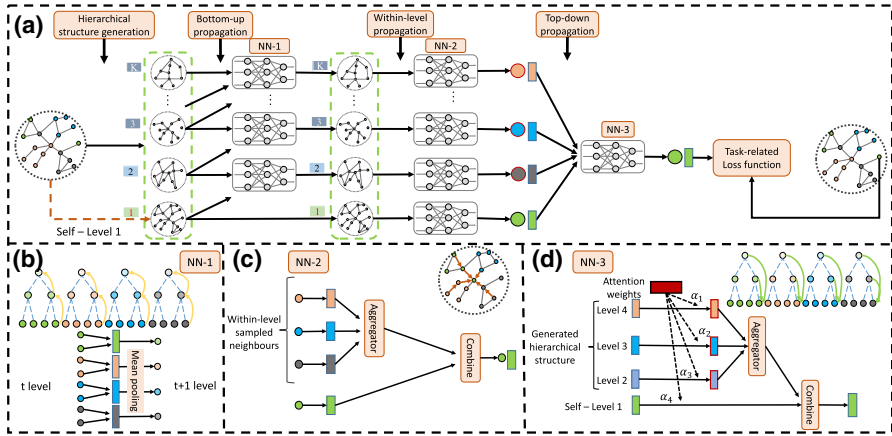 (a)
Hierarchical
structure generation
Bottom-up
propagation
NN-1
Within-level
propagation
NN-2
Top-down
propagation
K
K
3
3
2
2
1
1
NN-3
Task-related
Loss function
Self – Level 1
(b)
NN-1
t level
Mean pooling
t+1 level
(c)
NN-2
Within-level
sampled
neighbours
Aggregator
Combine
(d)
NN-3
Attention
weights
α1
α2
α3
α4
Level 4
Level 3
Level 2
Generated
hierarchical
structure
Self – Level 1
Aggregator
Combine